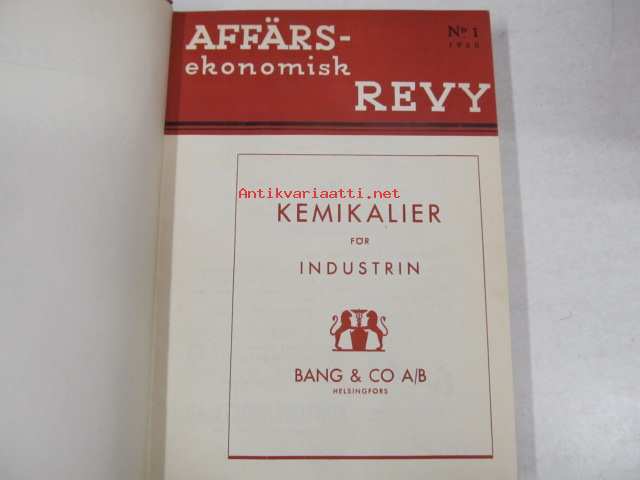 AFFÄRS-
ekonomisk
REVY
No 1
Antikvariaatti.net
KEMIKALIER
FÖR
INDUSTRIN
BANG & CO A/B
HELSINGFORS